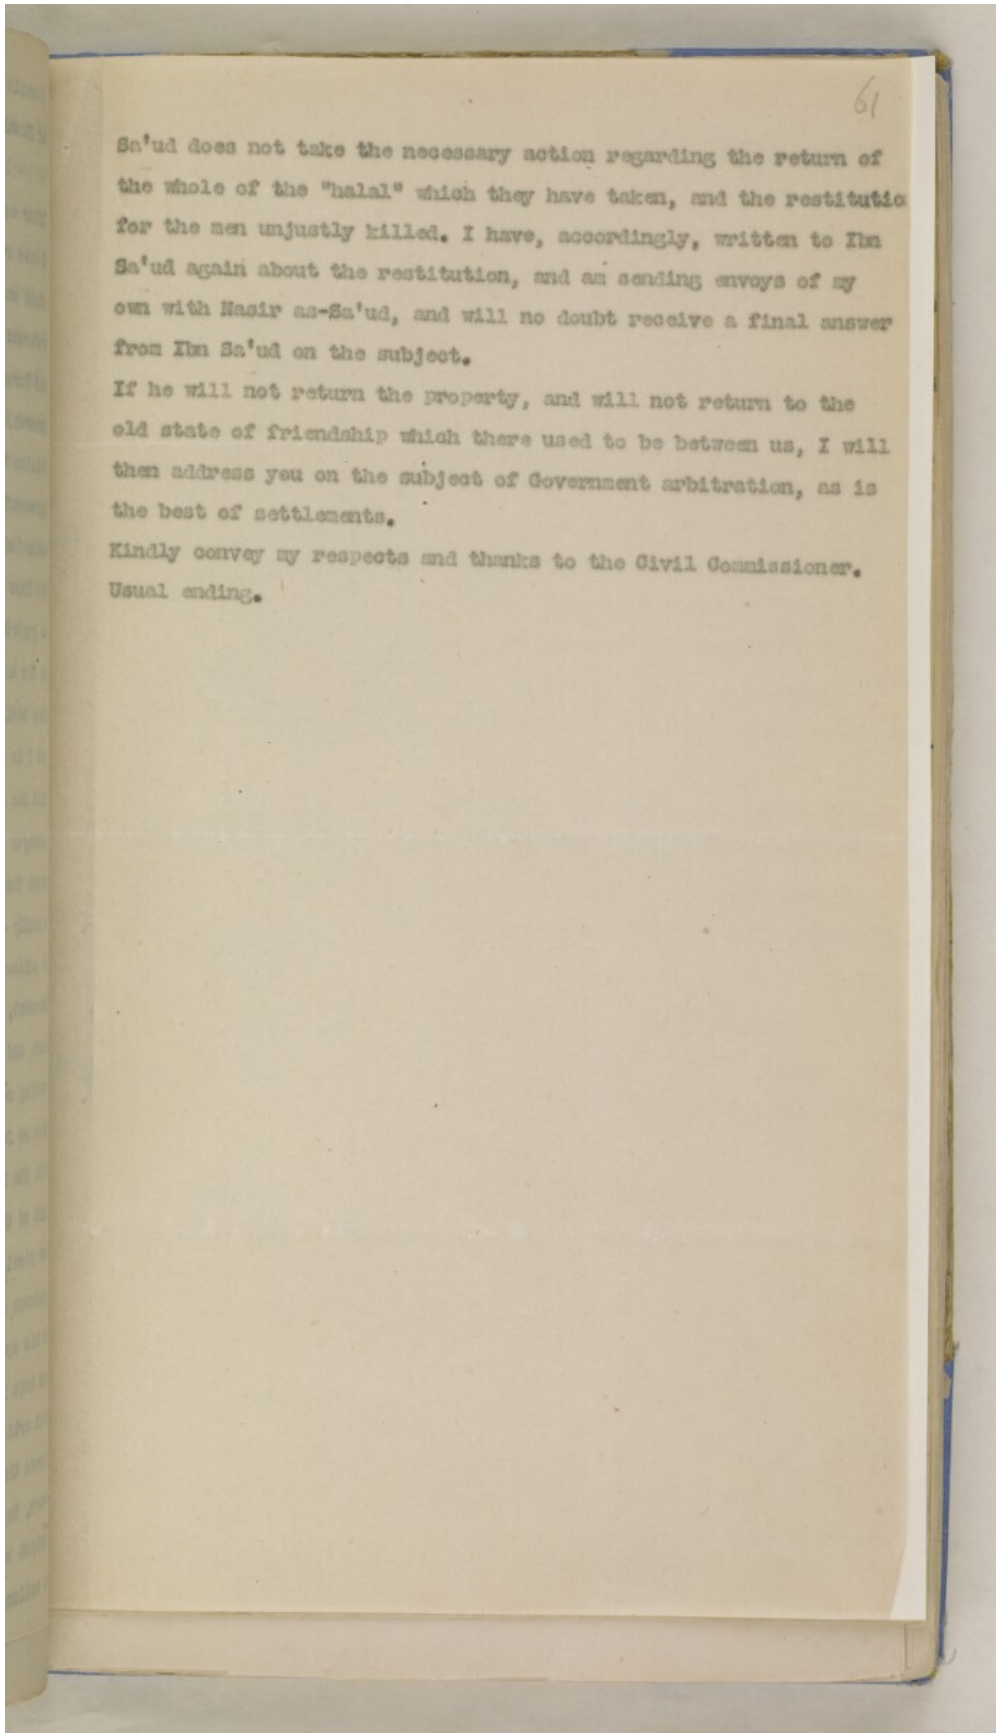 61
Sa'ud does not take the necessary action regarding the return of
the whole of the "halal" which they have taken, and the restitutio
for the men unjustly killed. I have, accordingly, written to Ibn
Sa'ud again about the restitution, and am sending envoys of my
own with Nasir as-Sa'ud, and will no doubt receive a final answer
from Ibn Sa'ud on the subject.
If he will not return the property, and will not return to the
old state of friendship which there used to be between us, I will
then address you on the subject of Government arbitration, as is
the best of settlements.
Kindly convey my respects and thanks to the Civil Commissioner.
Usual ending.